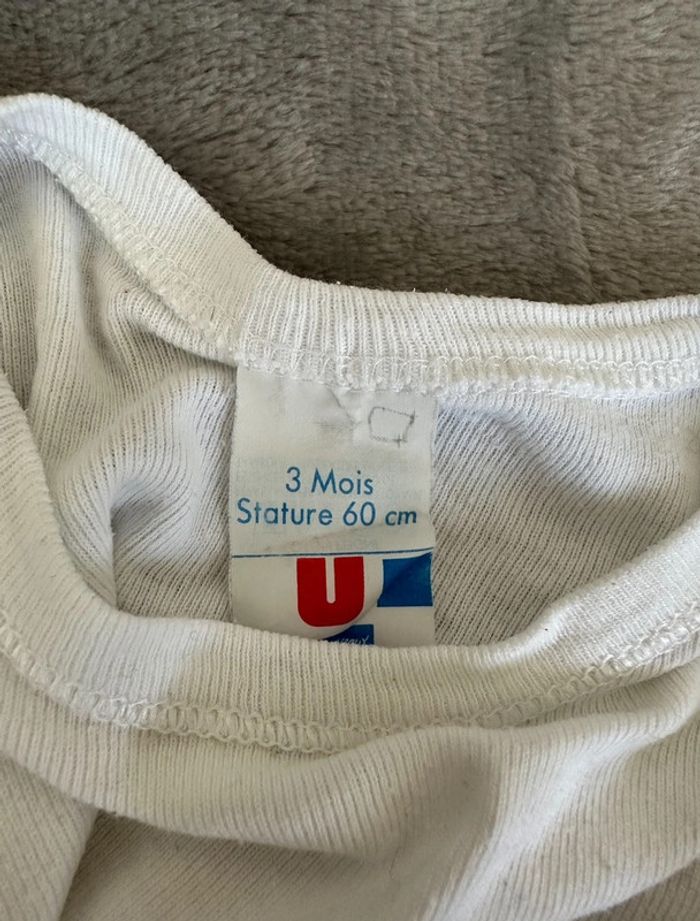 3 Mois
Stature 60 cm
U